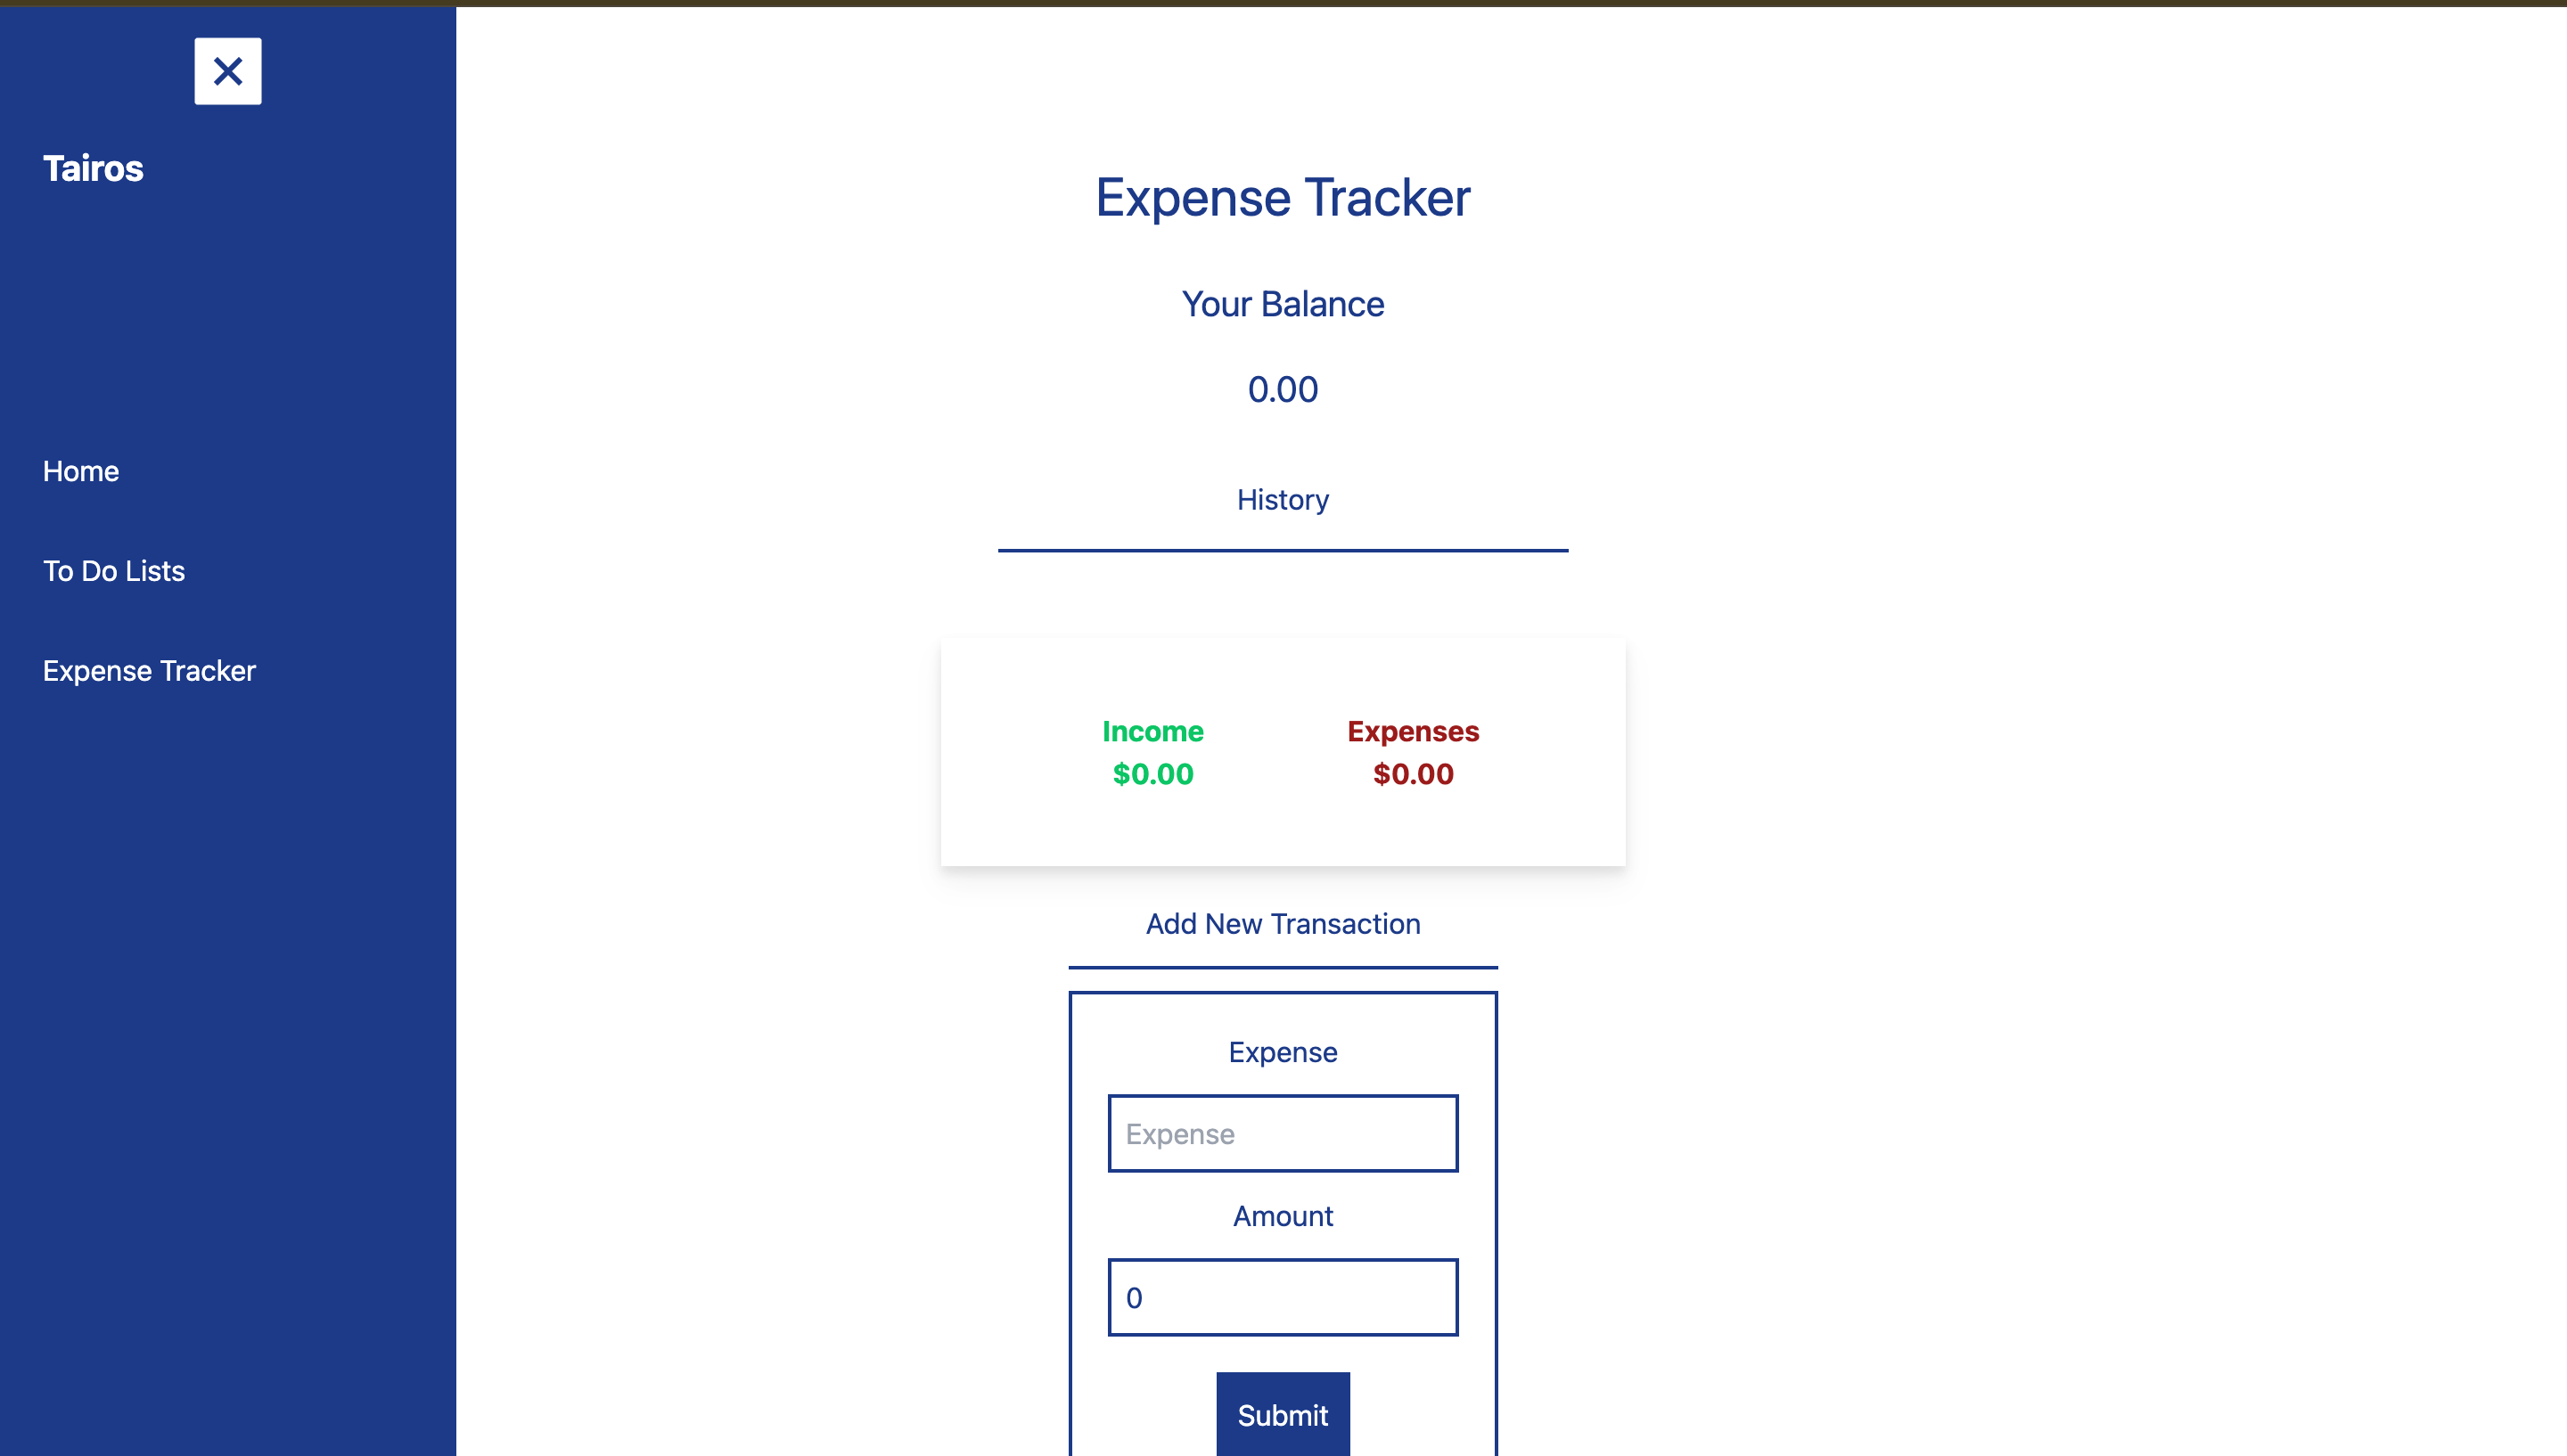 Tairos
Home
To Do Lists
Expense Tracker
Expense Tracker
Your Balance
0.00
History
Income Expenses
$0.00 $0.00
Add New Transaction
Expense
Expense
Amount
0
Submit